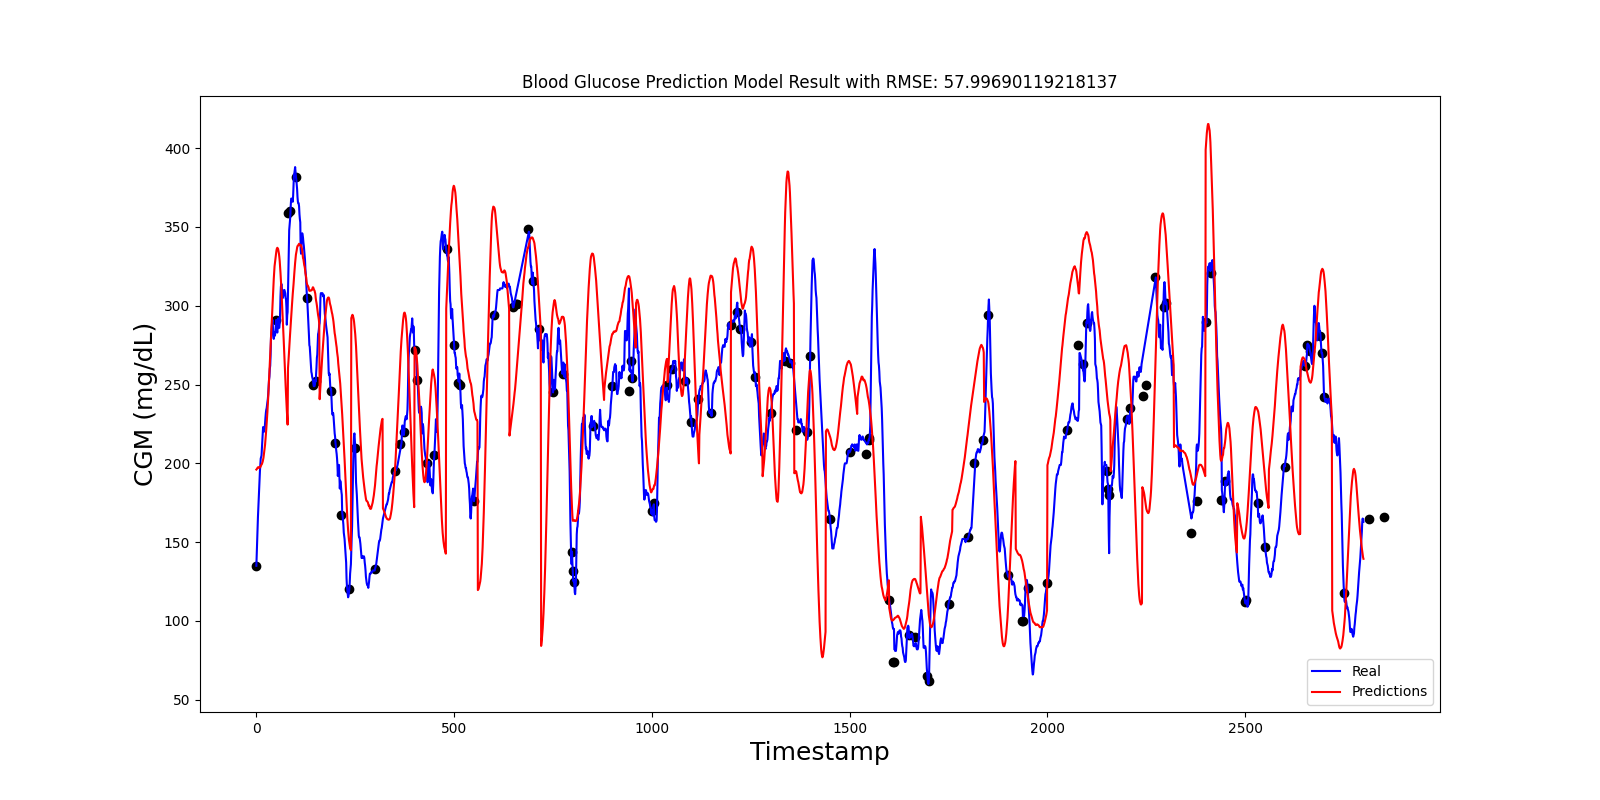 Blood Glucose Prediction Model Result with RMSE: 57.99690119218137
CGM (mg/dL)
400
350
300
250
200
150
100
50
0
500
1000
1500
2000
2500
Timestamp
Real
Predictions